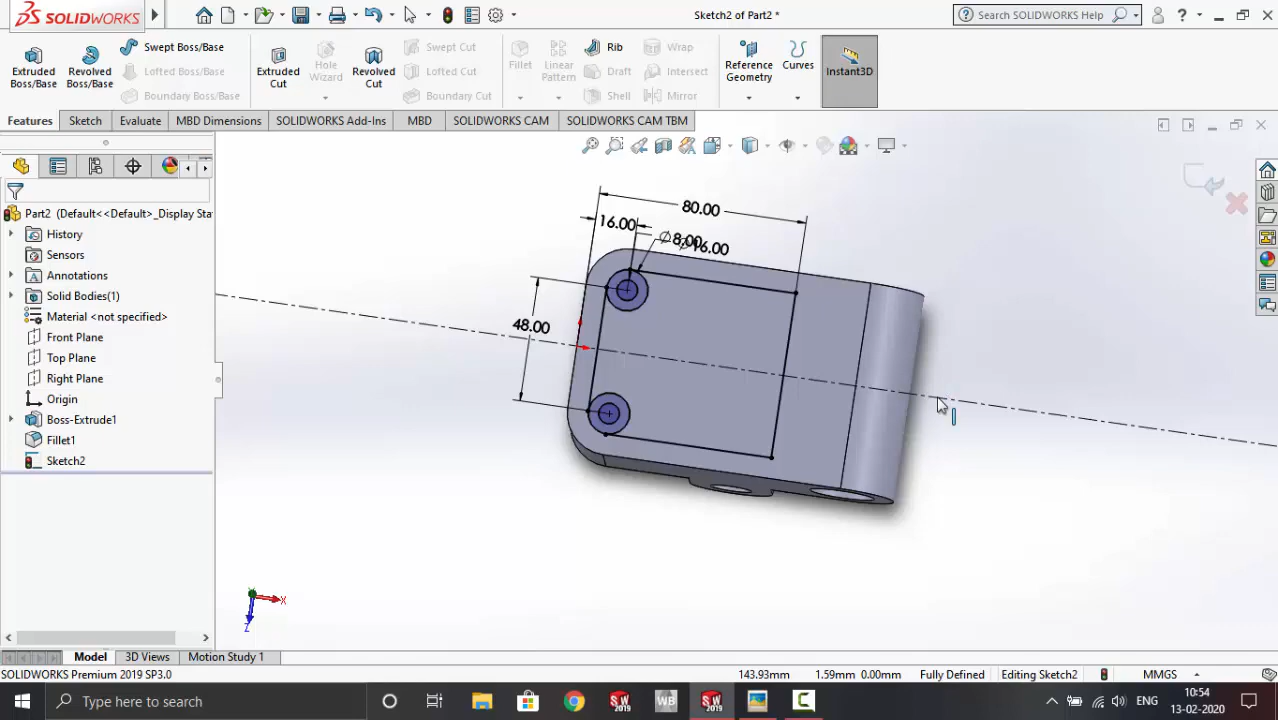 SOLIDWORKS
Sketch2 of Part2 *
Search SOLIDWORKS Help
?
Extruded Boss/Base
Revolved Boss/Base
Swept Boss/Base
Lofted Boss/Base
Boundary Boss/Base
Extruded Cut
Hole Wizard
Revolved Cut
Swept Cut
Lofted Cut
Boundary Cut
Fillet
Linear Pattern
Rib
Draft
Shell
Wrap
Intersect
Mirror
Reference Geometry
Curves
Instant3D
Features
Sketch
Evaluate
MBD Dimensions
SOLIDWORKS Add-Ins
MBD
SOLIDWORKS CAM
SOLIDWORKS CAM TBM
Part2 (Default<<Default>_Display Sta
History
Sensors
Annotations
Solid Bodies(1)
Material <not specified>
Front Plane
Top Plane
Right Plane
Origin
Boss-Extrude1
Fillet1
Sketch2
80.00
16.00
Ø8.00
Ø16.00
48.00
X
Z
Model
3D Views
Motion Study 1
SOLIDWORKS Premium 2019 SP3.0
143.93mm
1.59mm 0.00mm
Fully Defined
Editing Sketch2
MMGS
Type here to search
SW
2019
WB
SW
2019
C
ENG
10:54
13-02-2020